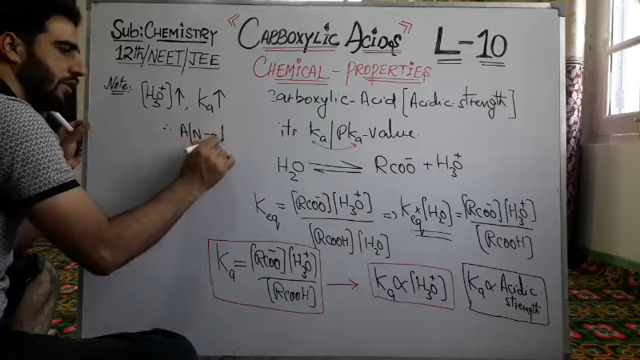 Sub: CHEMISTRY
12th/NEET/JEE
"CARBOXYLIC ACIDS"
L-10
CHEMICAL - PROPERTIES
Note: [H₃O⁺]↑, Ka↑
∴ A|N
Carboxylic-Acid [Acidic-strength]
its Ka|Pka-value
H₂O ⇌ RCOO⁻ + H₃O⁺
Keq = [RCOO⁻][H₃O⁺] / [RCOOH][H₂O] => Keq × [H₂O] = [RCOO⁻][H₃O⁺] / [RCOOH]
Ka = [RCOO⁻][H₃O⁺] / [RCOOH] → Ka ∝ [H₃O⁺]
Ka ∝ Acidic strength